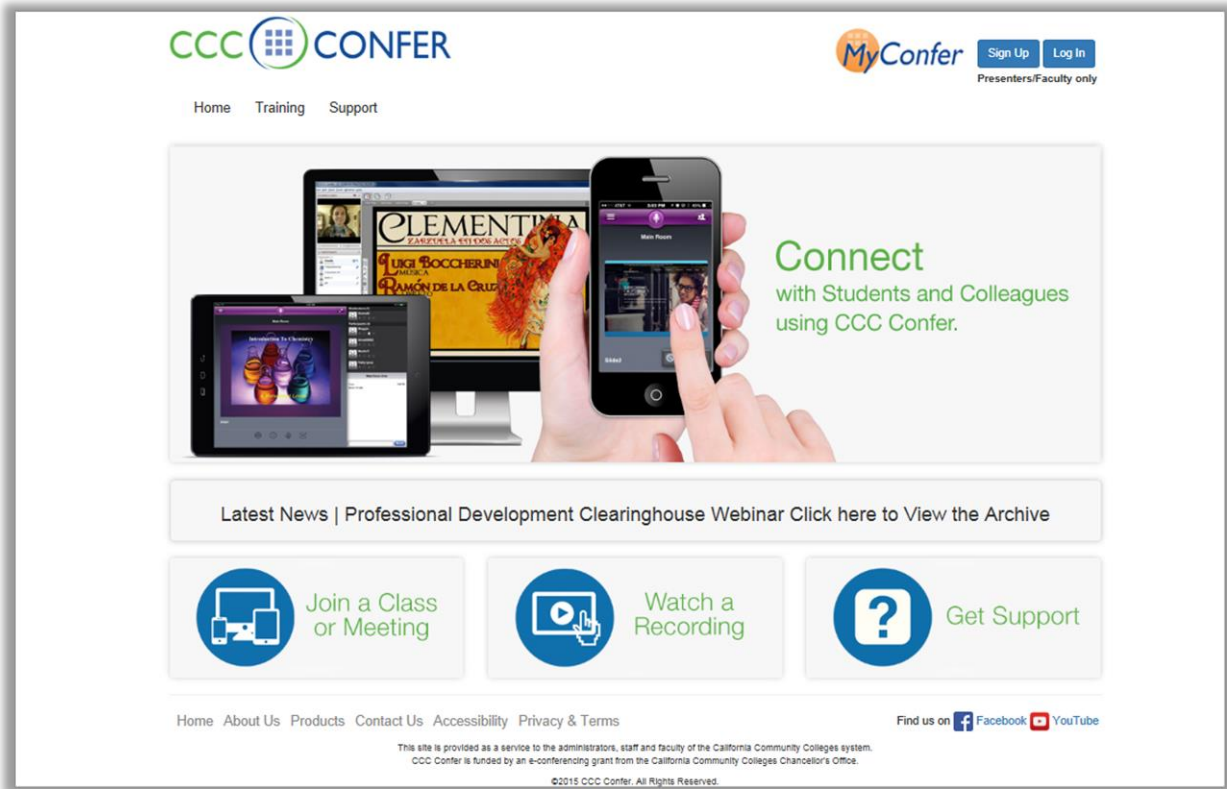 CCC CONFER
MyConfer
Sign Up Log In
Presenters/Faculty only
Home Training Support
CLEMENTINA
ZARZUELA EN DOS ACTOS
LUIGI BOCCHERINI
MÚSICA
RAMÓN DE LA CRUZ
Main Room
Introduction To Chemistry
Main Room
Connect
with Students and Colleagues
using CCC Confer.
Latest News | Professional Development Clearinghouse Webinar Click here to View the Archive
Join a Class
or Meeting
Watch a
Recording
Get Support
Home About Us Products Contact Us Accessibility Privacy & Terms
Find us on Facebook YouTube
This site is provided as a service to the administrators, staff and faculty of the California Community Colleges system.
CCC Confer is funded by an e-conferencing grant from the California Community Colleges Chancellor's Office.
©2015 CCC Confer. All Rights Reserved.